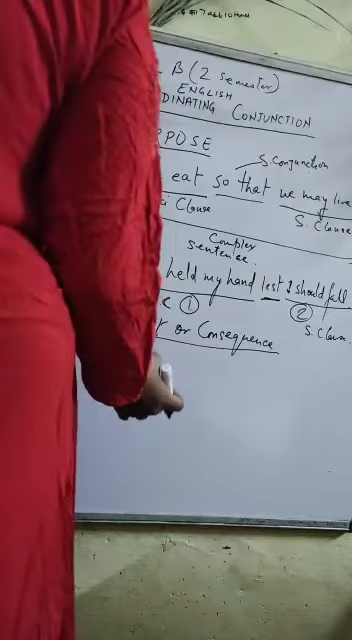 B (2 Semester)
ENGLISH
DINATING CONJUNCTION
RPOSE
S Conjunction
eat so that we may live
Clause
S. Clause
Complex
sentence.
held my hand lest I should fall
①
②
S. Clause.
or Consequence